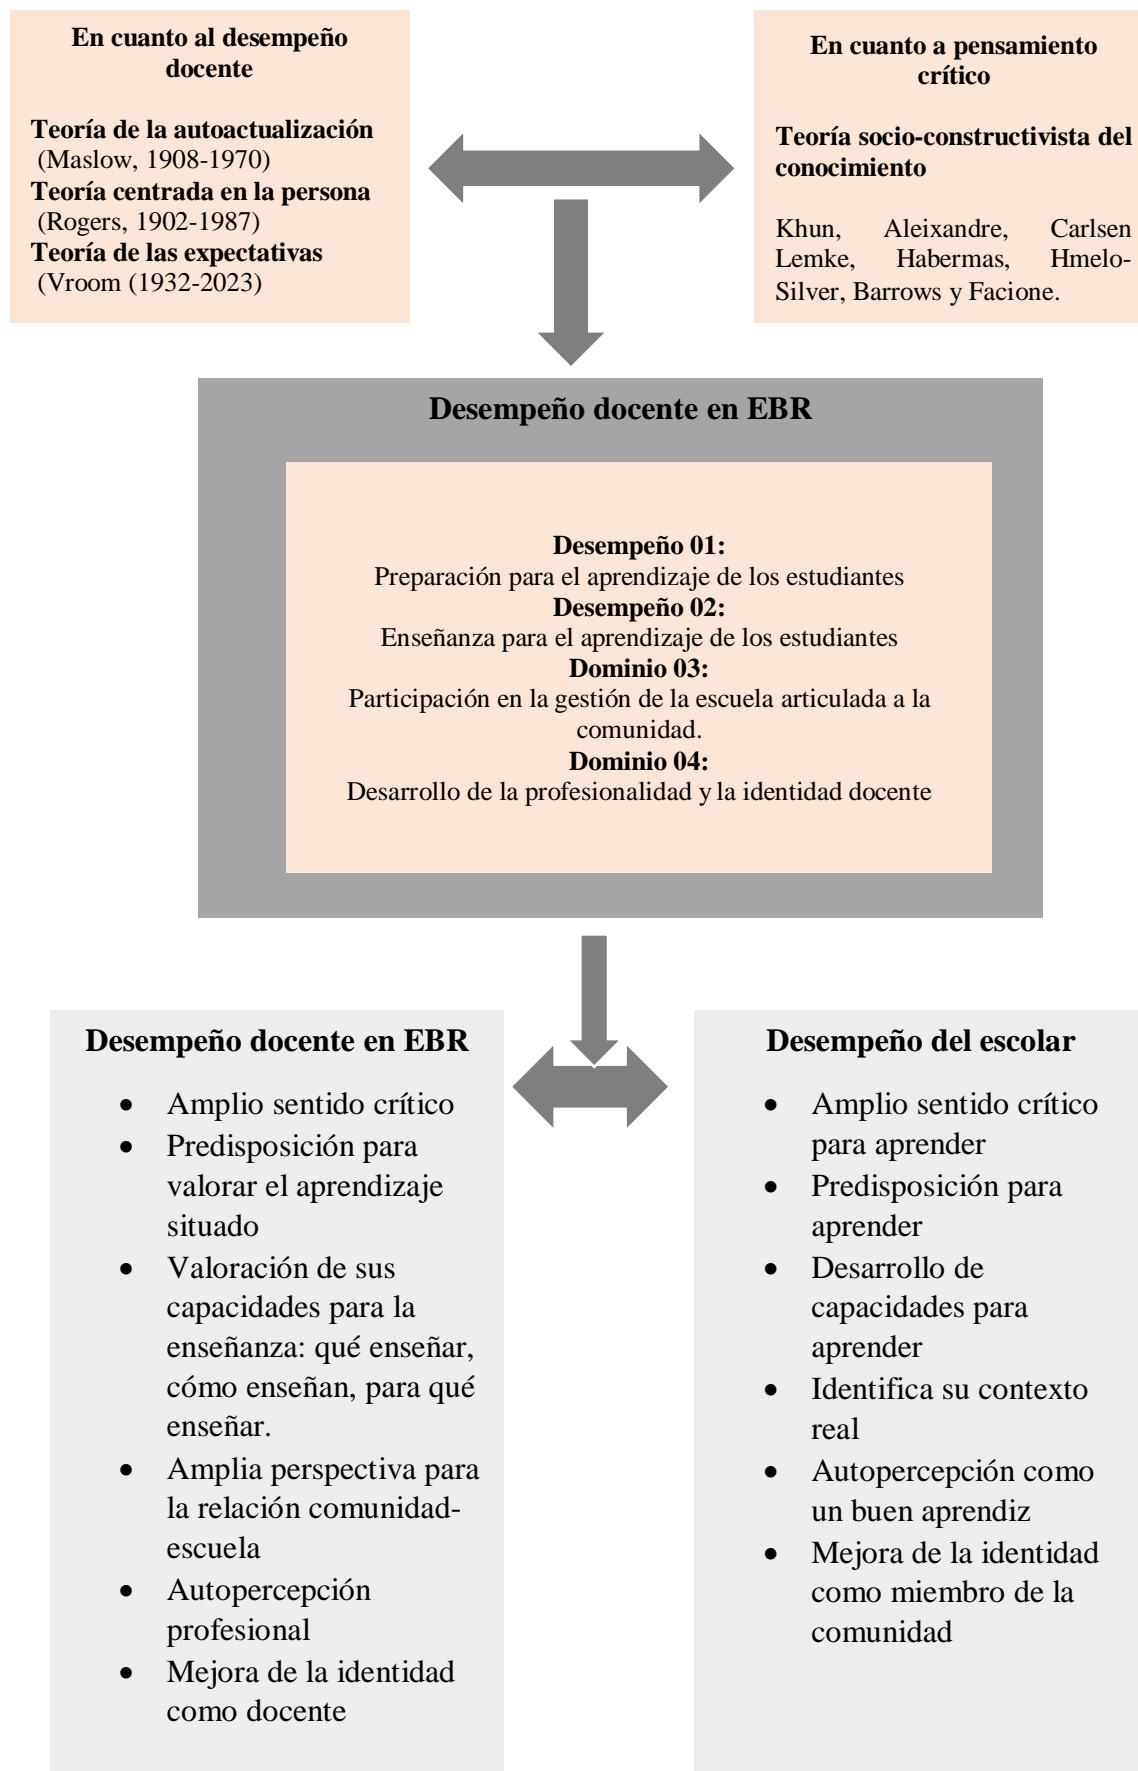 En cuanto al desempeño
docente
Teoría de la autoactualización
(Maslow, 1908-1970)
Teoría centrada en la persona
(Rogers, 1902-1987)
Teoría de las expectativas
(Vroom (1932-2023)
En cuanto a pensamiento
crítico
Teoría socio-constructivista del
conocimiento
Khun, Aleixandre, Carlsen
Lemke, Habermas, Hmelo-
Silver, Barrows y Facione.
Desempeño docente en EBR
Desempeño 01:
Preparación para el aprendizaje de los estudiantes
Desempeño 02:
Enseñanza para el aprendizaje de los estudiantes
Dominio 03:
Participación en la gestión de la escuela articulada a la
comunidad.
Dominio 04:
Desarrollo de la profesionalidad y la identidad docente
Desempeño docente en EBR
• Amplio sentido crítico
• Predisposición para
valorar el aprendizaje
situado
• Valoración de sus
capacidades para la
enseñanza: qué enseñar,
cómo enseñan, para qué
enseñar.
• Amplia perspectiva para
la relación comunidad-
escuela
• Autopercepción
profesional
• Mejora de la identidad
como docente
Desempeño del escolar
• Amplio sentido crítico
para aprender
• Predisposición para
aprender
• Desarrollo de
capacidades para
aprender
• Identifica su contexto
real
• Autopercepción como
un buen aprendiz
• Mejora de la identidad
como miembro de la
comunidad